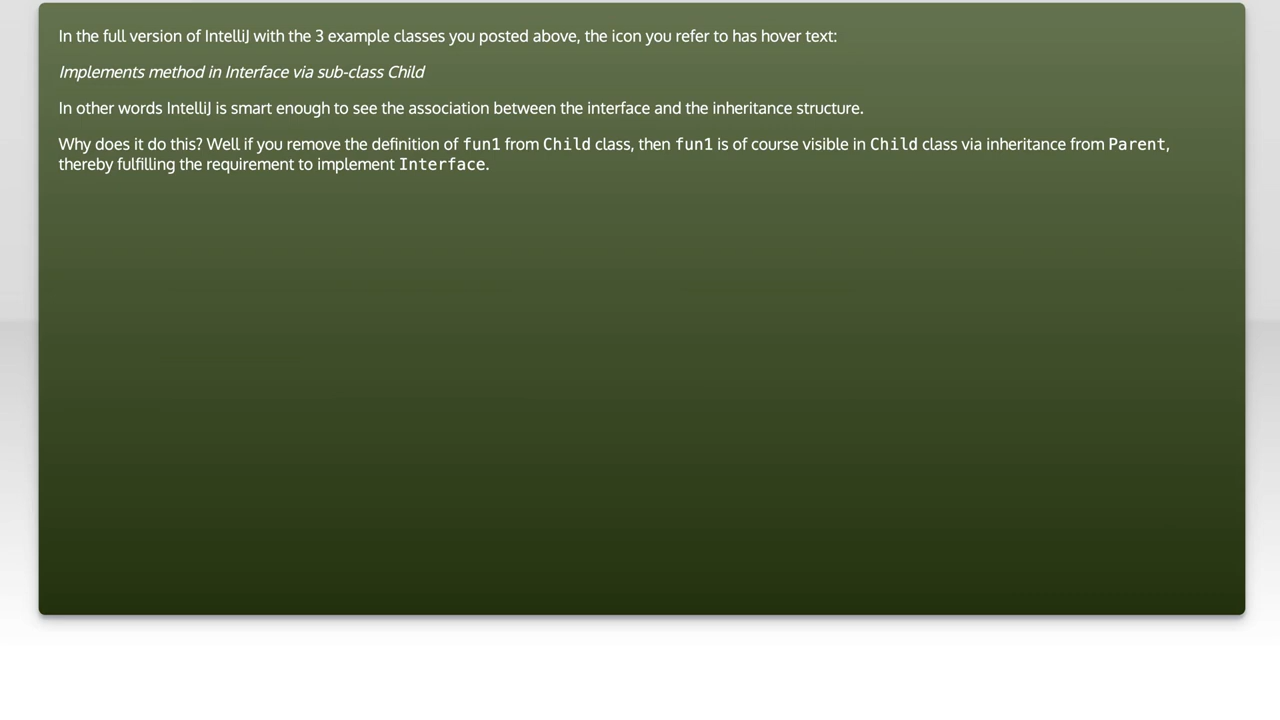 In the full version of IntelliJ with the 3 example classes you posted above, the icon you refer to has hover text:
Implements method in Interface via sub-class Child
In other words IntelliJ is smart enough to see the association between the interface and the inheritance structure.
Why does it do this? Well if you remove the definition of fun1 from Child class, then fun1 is of course visible in Child class via inheritance from Parent,
thereby fulfilling the requirement to implement Interface.